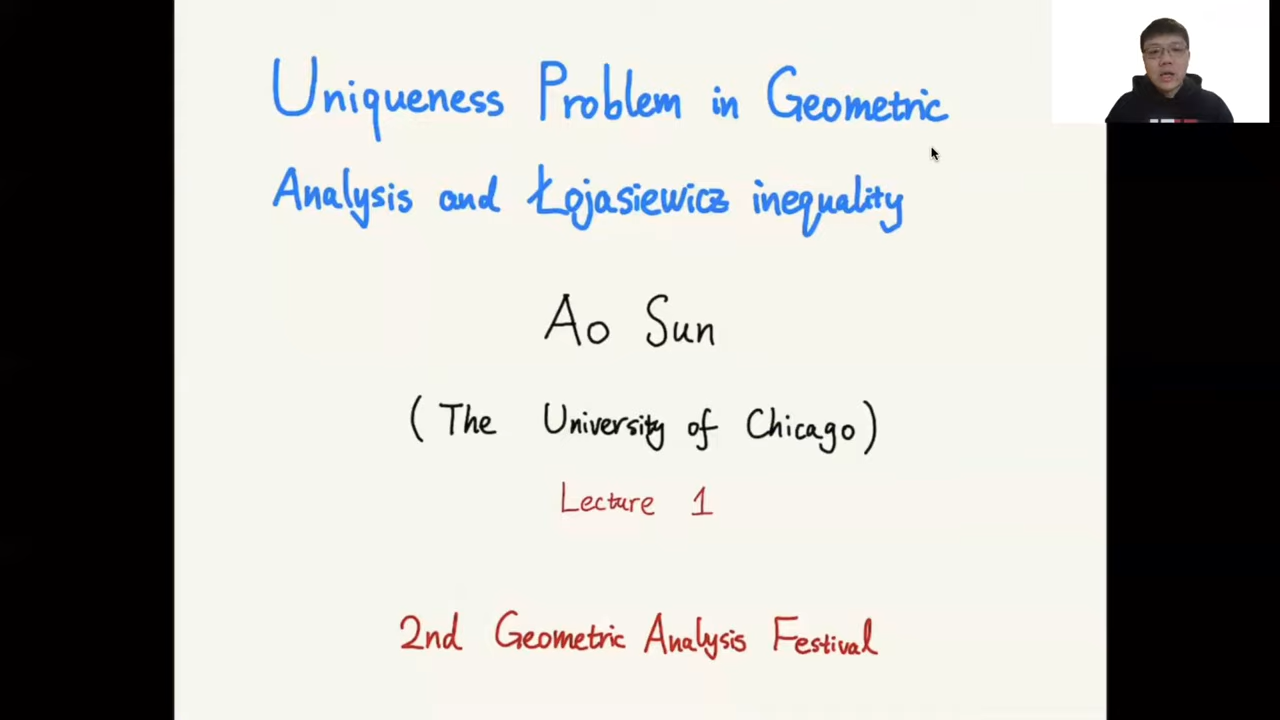 Uniqueness Problem in Geometric
Analysis and Łojasiewicz inequality
Ao Sun
(The University of Chicago)
Lecture 1
2nd Geometric Analysis Festival